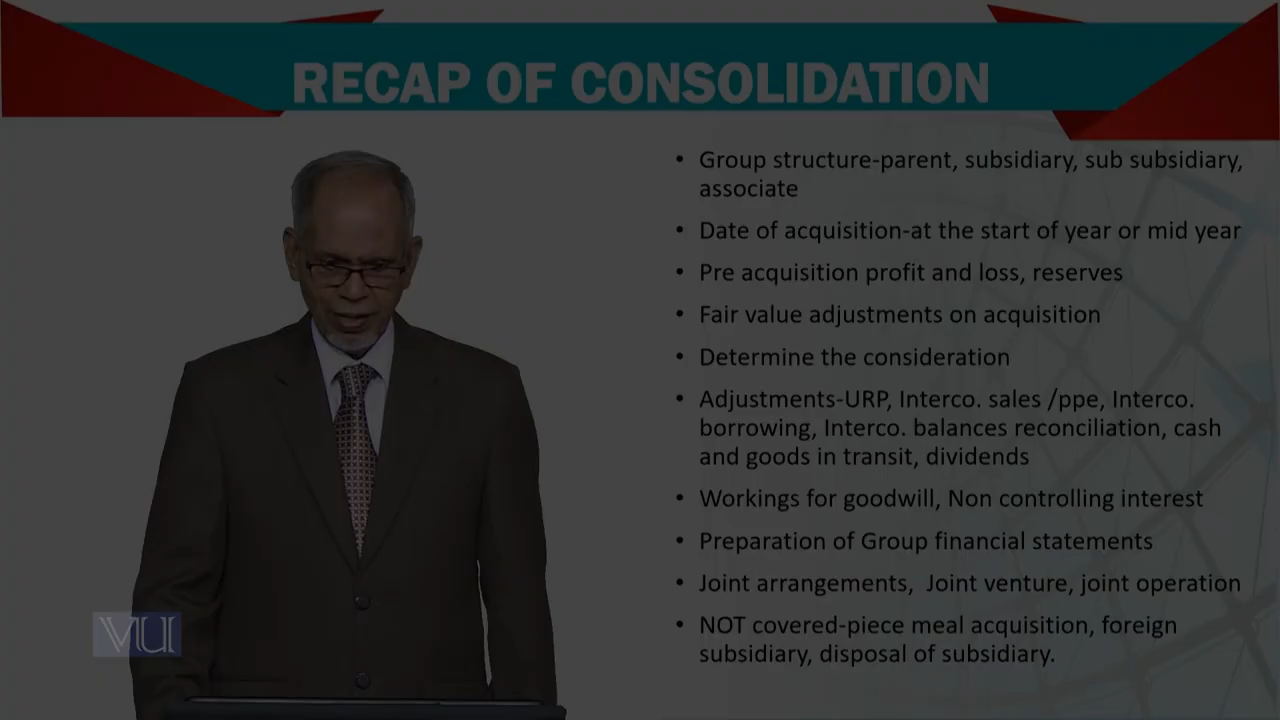 RECAP OF CONSOLIDATION
• Group structure-parent, subsidiary, sub subsidiary,
associate
• Date of acquisition-at the start of year or mid year
• Pre acquisition profit and loss, reserves
• Fair value adjustments on acquisition
• Determine the consideration
• Adjustments-URP, Interco. sales /ppe, Interco.
borrowing, Interco. balances reconciliation, cash
and goods in transit, dividends
• Workings for goodwill, Non controlling interest
• Preparation of Group financial statements
• Joint arrangements,  Joint venture, joint operation
• NOT covered-piece meal acquisition, foreign
subsidiary, disposal of subsidiary.
VU